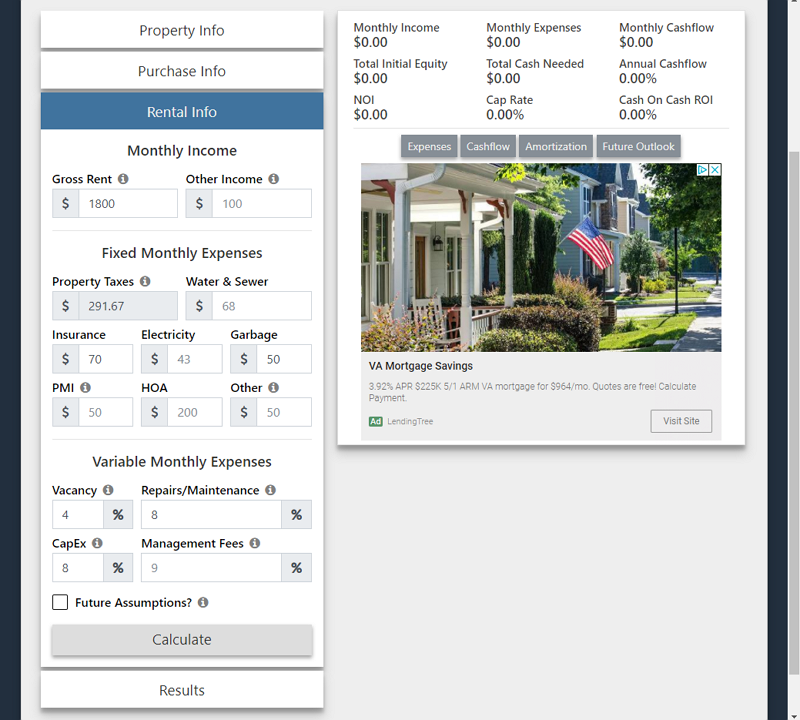 Property Info
Purchase Info
Rental Info
Monthly Income
Gross Rent
Other Income
$ 1800
$ 100
Fixed Monthly Expenses
Property Taxes
Water & Sewer
$ 291.67
$ 68
Insurance
Electricity
Garbage
$ 70
$ 43
$ 50
PMI
HOA
Other
$ 50
$ 200
$ 50
Variable Monthly Expenses
Vacancy
Repairs/Maintenance
4 %
8 %
CapEx
Management Fees
8 %
9 %
Future Assumptions?
Calculate
Results
Monthly Income
$0.00
Monthly Expenses
$0.00
Monthly Cashflow
$0.00
Total Initial Equity
$0.00
Total Cash Needed
$0.00
Annual Cashflow
0.00%
NOI
$0.00
Cap Rate
0.00%
Cash On Cash ROI
0.00%
Expenses
Cashflow
Amortization
Future Outlook
VA Mortgage Savings
3.92% APR $225K 5/1 ARM VA mortgage for $964/mo. Quotes are free! Calculate
Payment.
Ad LendingTree
Visit Site